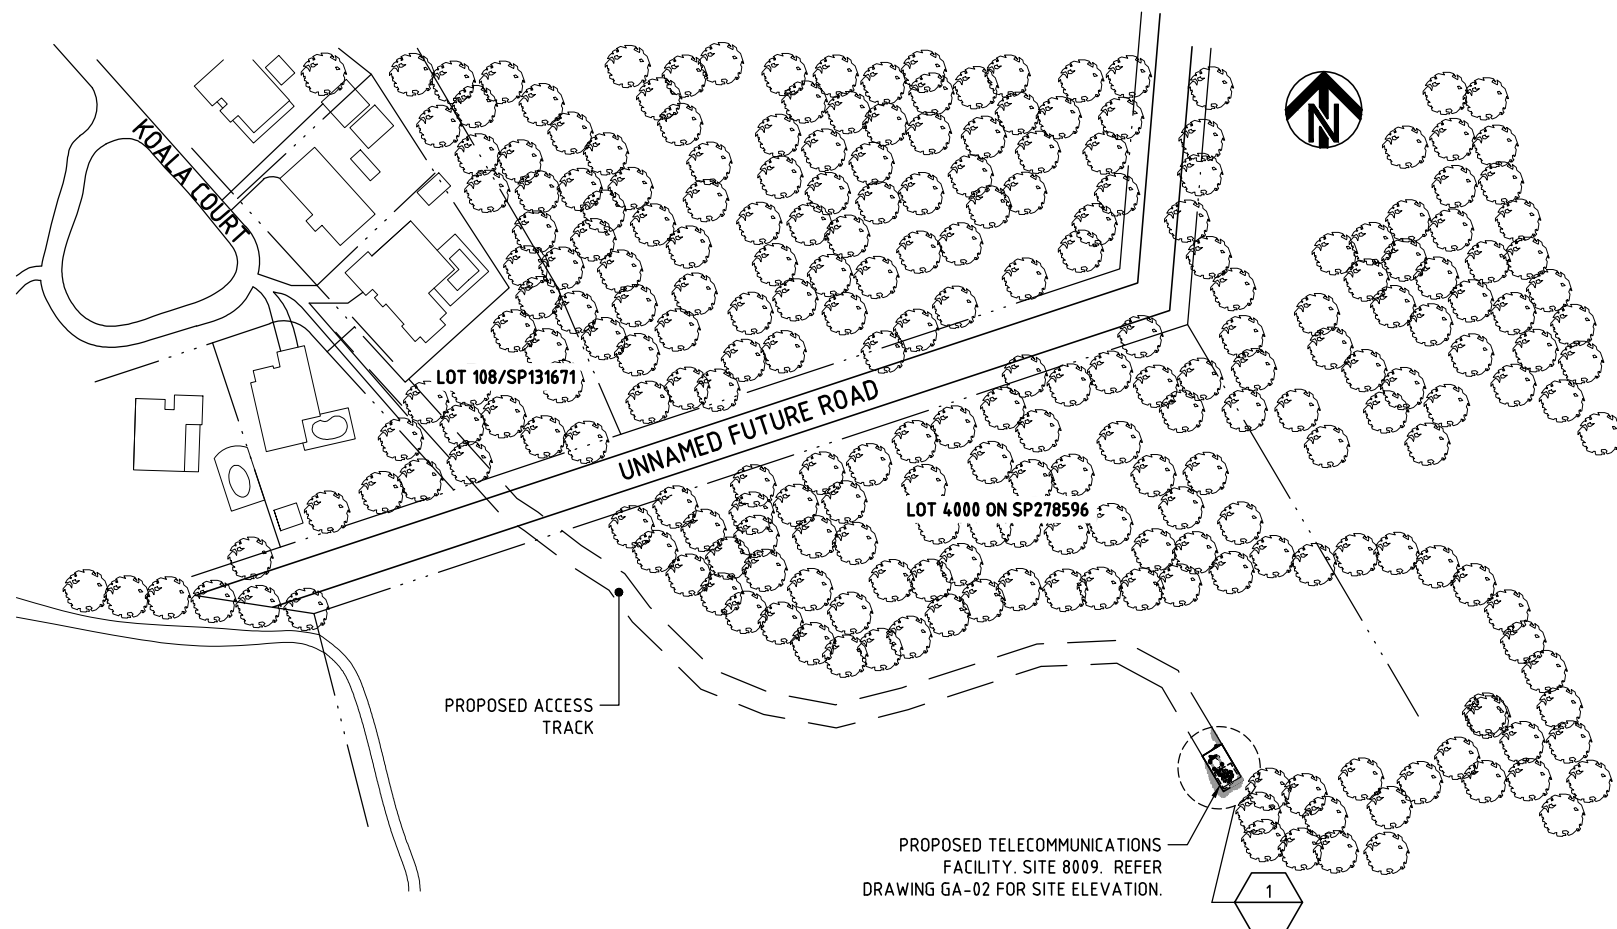 KOALA COURT
N
LOT 108/SP131671
UNNAMED FUTURE ROAD
LOT 4000 ON SP278596
PROPOSED ACCESS
TRACK
PROPOSED TELECOMMUNICATIONS
FACILITY. SITE 8009. REFER
DRAWING GA-02 FOR SITE ELEVATION.
1